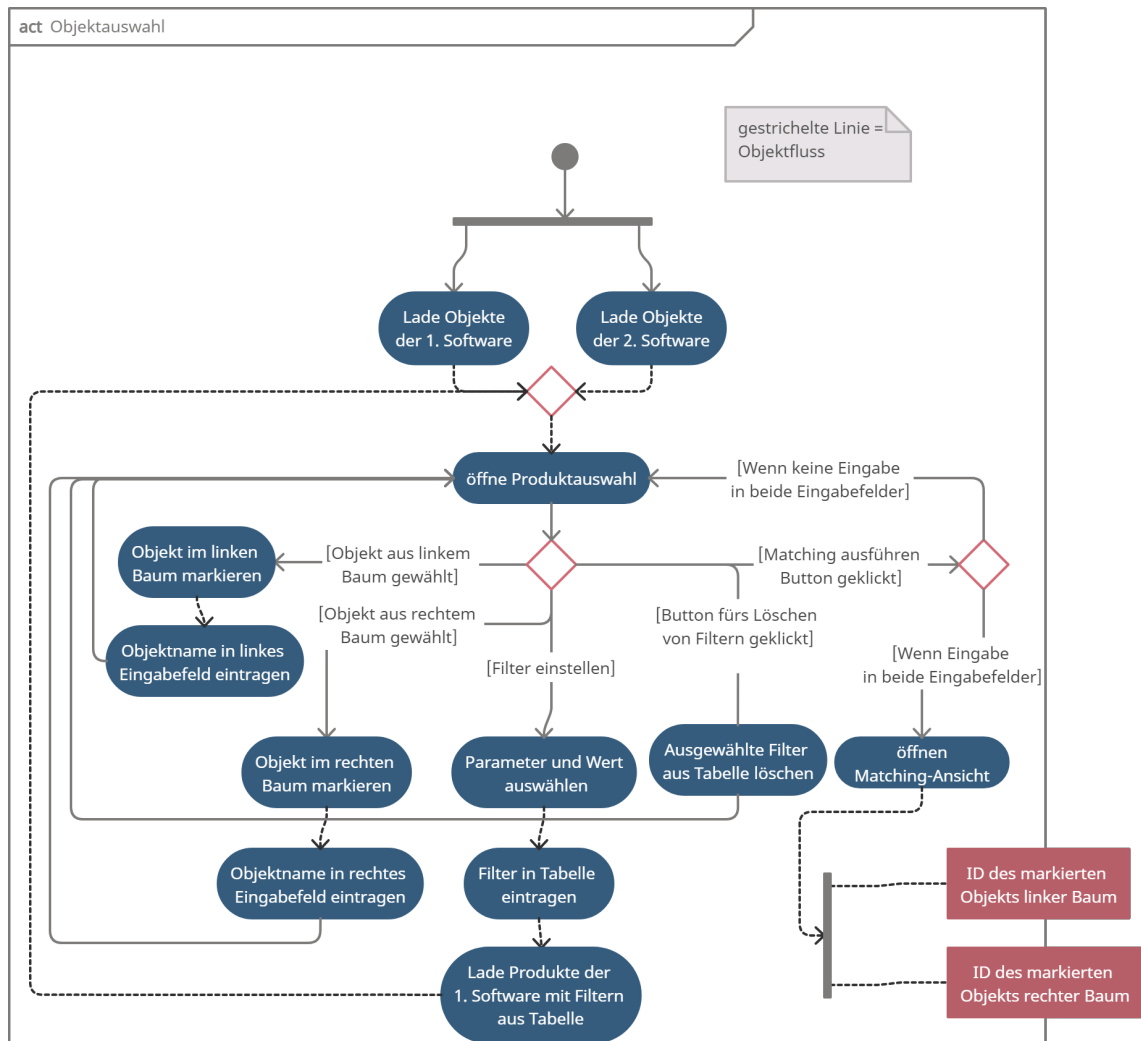 act Objektauswahl
gestrichelte Linie =
Objektfluss
Lade Objekte
der 1. Software
Lade Objekte
der 2. Software
öffne Produktauswahl
[Wenn keine Eingabe
in beide Eingabefelder]
Objekt im linken
Baum markieren
[Objekt aus linkem
Baum gewählt]
[Matching ausführen
Button geklickt]
[Objekt aus rechtem
Baum gewählt]
[Button fürs Löschen
von Filtern geklickt]
Objektname in linkes
Eingabefeld eintragen
[Filter einstellen]
[Wenn Eingabe
in beide Eingabefelder]
Objekt im rechten
Baum markieren
Parameter und Wert
auswählen
Ausgewählte Filter
aus Tabelle löschen
öffnen
Matching-Ansicht
Objektname in rechtes
Eingabefeld eintragen
Filter in Tabelle
eintragen
ID des markierten
Objekts linker Baum
Lade Produkte der
1. Software mit Filtern
aus Tabelle
ID des markierten
Objekts rechter Baum